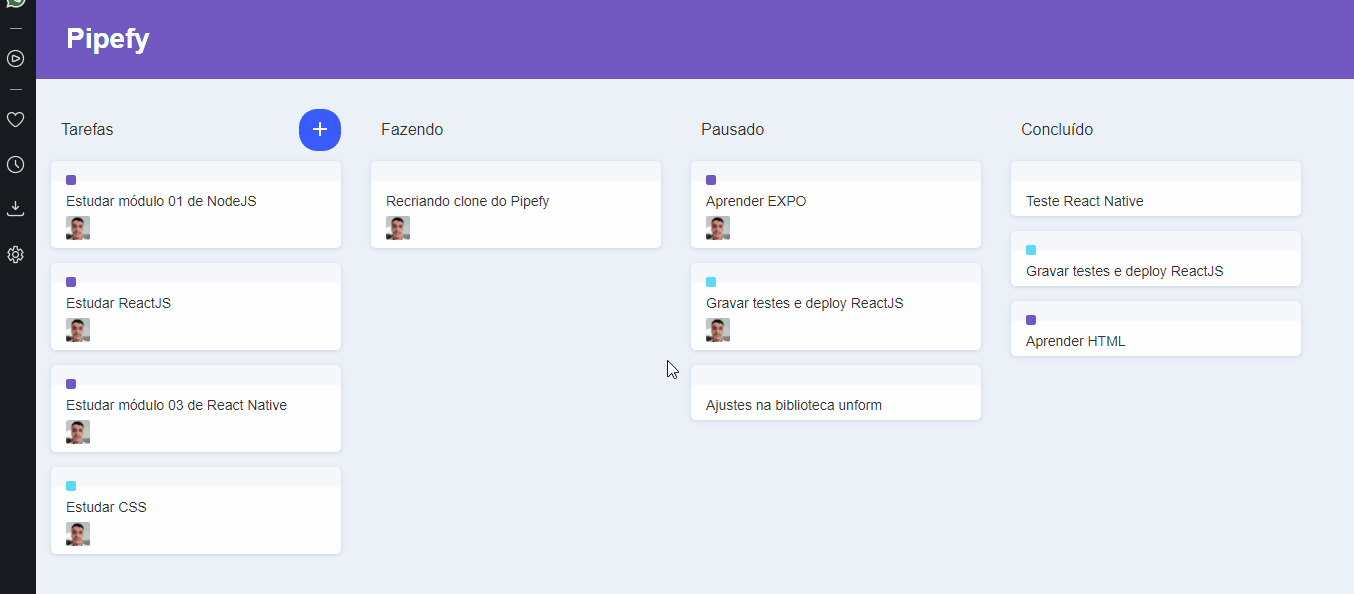 Pipefy
Tarefas
Estudar módulo 01 de NodeJS
Estudar ReactJS
Estudar módulo 03 de React Native
Estudar CSS
Fazendo
Recriando clone do Pipefy
Pausado
Aprender EXPO
Gravar testes e deploy ReactJS
Ajustes na biblioteca unform
Concluído
Teste React Native
Gravar testes e deploy ReactJS
Aprender HTML